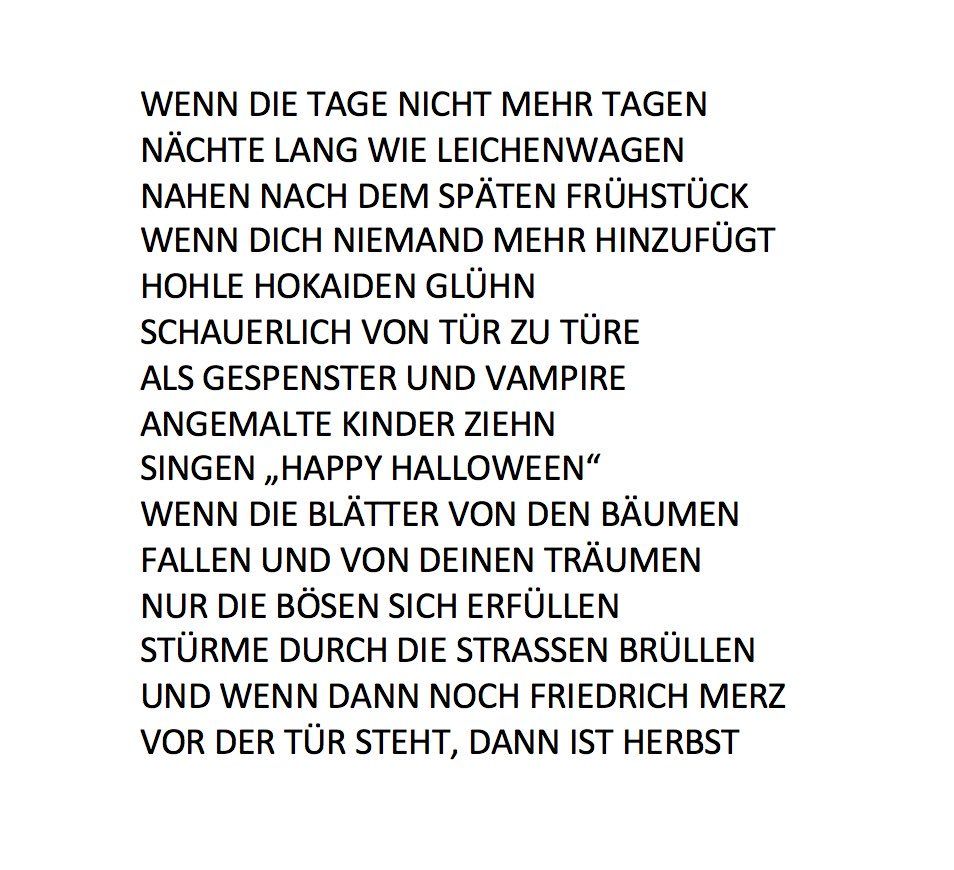 WENN DIE TAGE NICHT MEHR TAGEN
NÄCHTE LANG WIE LEICHENWAGEN
NAHEN NACH DEM SPÄTEN FRÜHSTÜCK
WENN DICH NIEMAND MEHR HINZUFÜGT
HOHLE HOKAIDEN GLÜHN
SCHAUERLICH VON TÜR ZU TÜRE
ALS GESPENSTER UND VAMPIRE
ANGEMALTE KINDER ZIEHN
SINGEN „HAPPY HALLOWEEN“
WENN DIE BLÄTTER VON DEN BÄUMEN
FALLEN UND VON DEINEN TRÄUMEN
NUR DIE BÖSEN SICH ERFÜLLEN
STÜRME DURCH DIE STRASSEN BRÜLLEN
UND WENN DANN NOCH FRIEDRICH MERZ
VOR DER TÜR STEHT, DANN IST HERBST